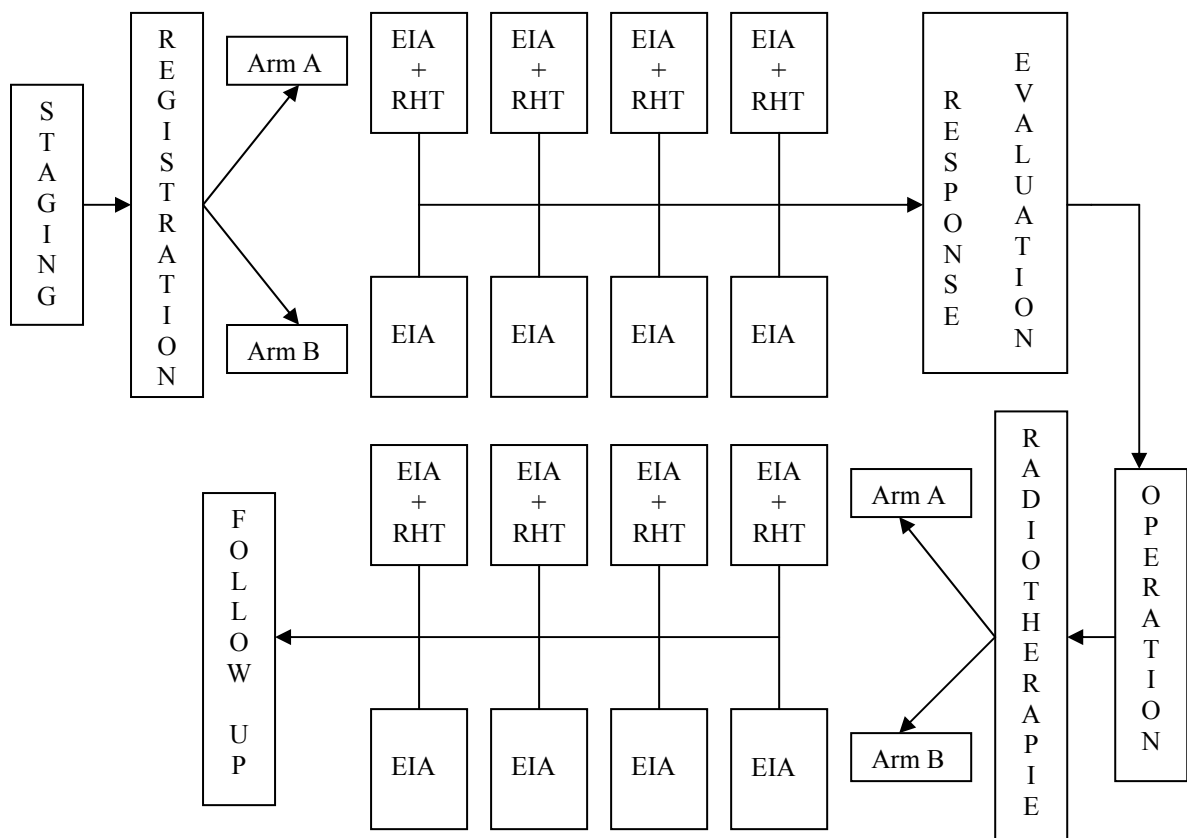 STAGING
REGISTRATION
Arm A
Arm B
EIA
+
RHT
EIA
+
RHT
EIA
+
RHT
EIA
+
RHT
EIA
EIA
EIA
EIA
RESPONSE
EVALUATION
OPERATION
RADIOTHERAPIE
Arm A
Arm B
EIA
+
RHT
EIA
+
RHT
EIA
+
RHT
EIA
+
RHT
EIA
EIA
EIA
EIA
FOLLOW UP